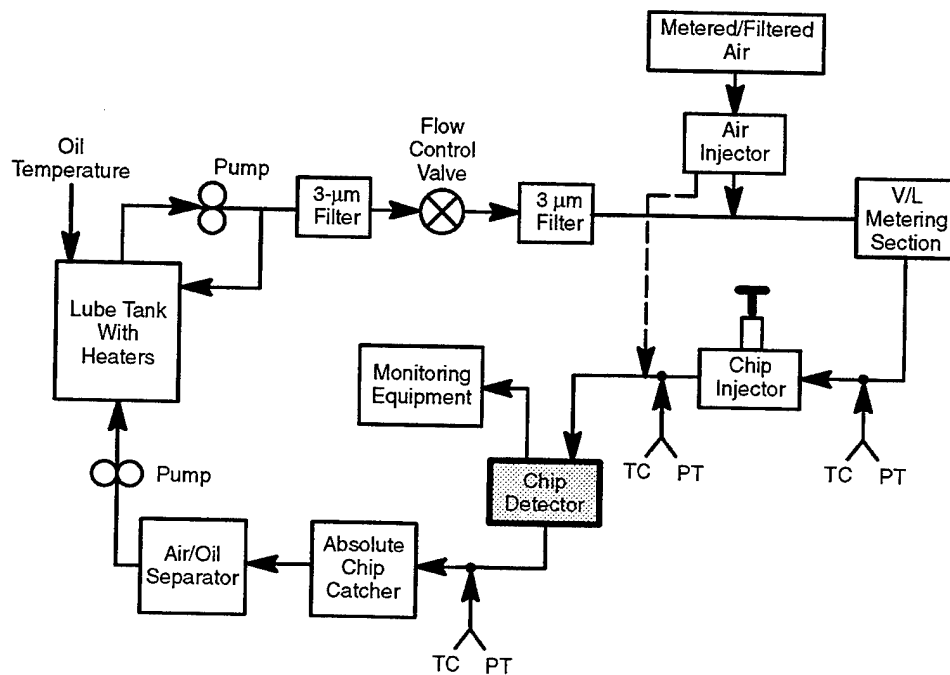 Metered/Filtered
Air
Air
Injector
Flow
Control
Valve
Oil
Temperature
Pump
3-μm
Filter
3 μm
Filter
V/L
Metering
Section
Lube Tank
With
Heaters
Monitoring
Equipment
Chip
Injector
TC PT
TC PT
Chip
Detector
Pump
Air/Oil
Separator
Absolute
Chip
Catcher
TC PT